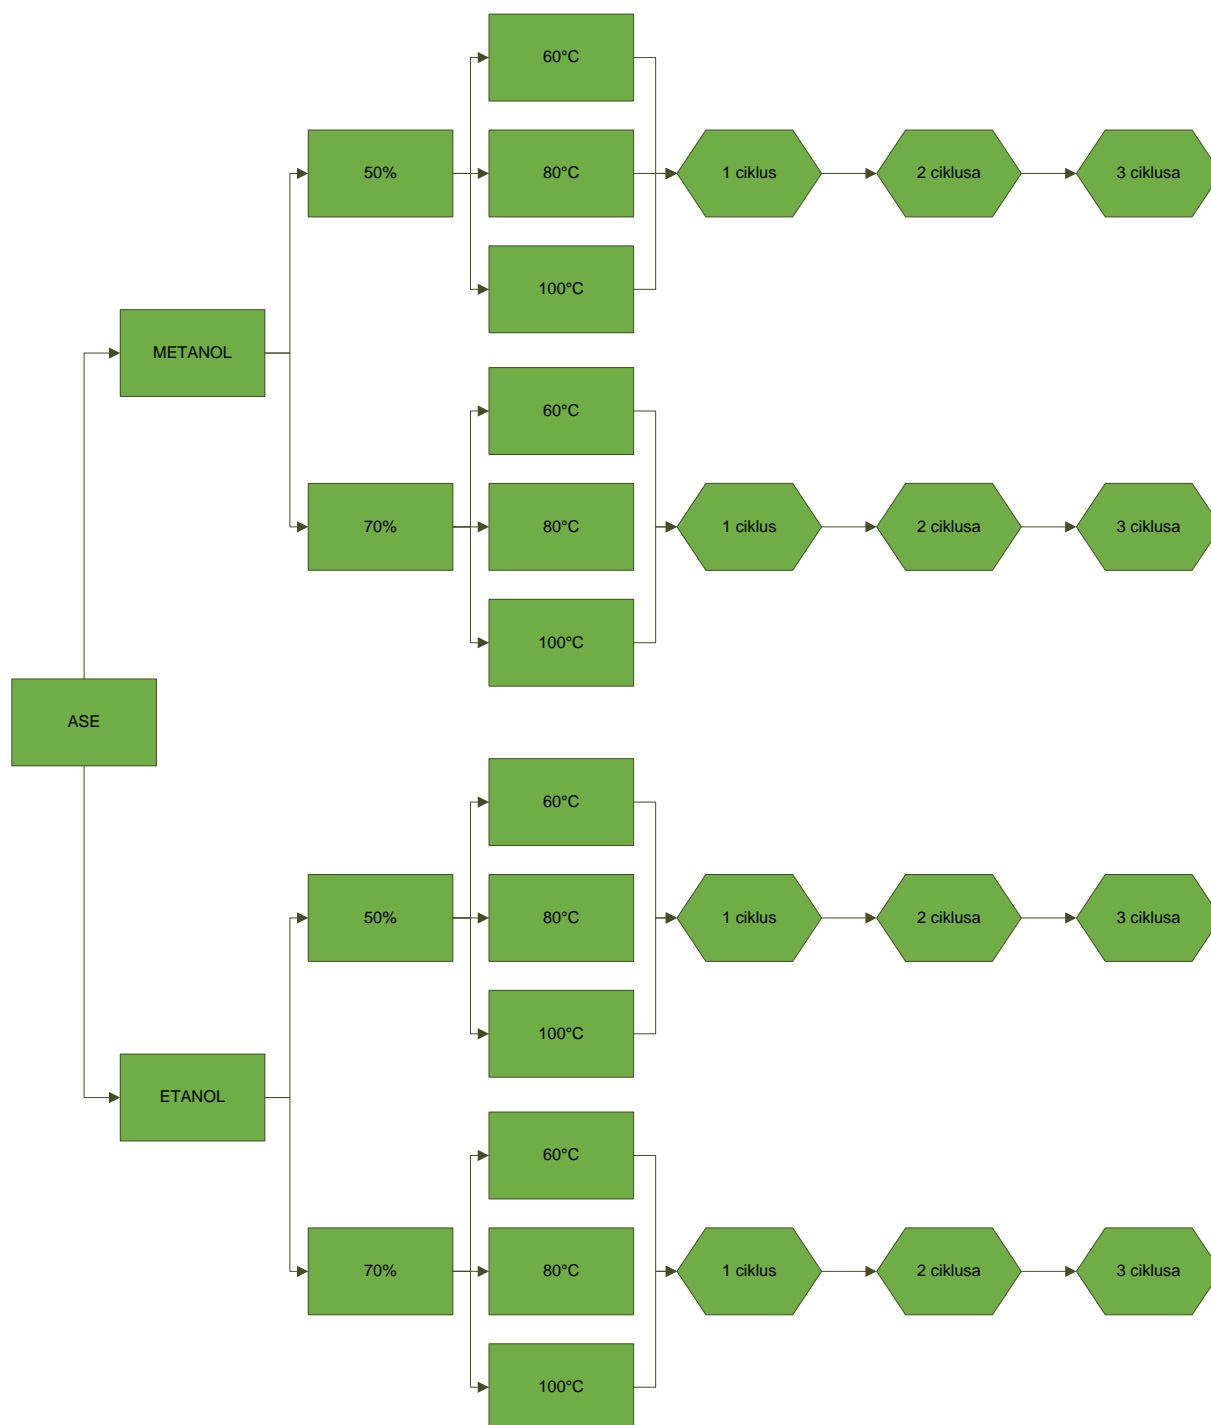 60°C
50%
80°C
1 ciklus
2 ciklusa
3 ciklusa
100°C
METANOL
60°C
70%
80°C
1 ciklus
2 ciklusa
3 ciklusa
100°C
ASE
60°C
50%
80°C
1 ciklus
2 ciklusa
3 ciklusa
100°C
ETANOL
60°C
70%
80°C
1 ciklus
2 ciklusa
3 ciklusa
100°C